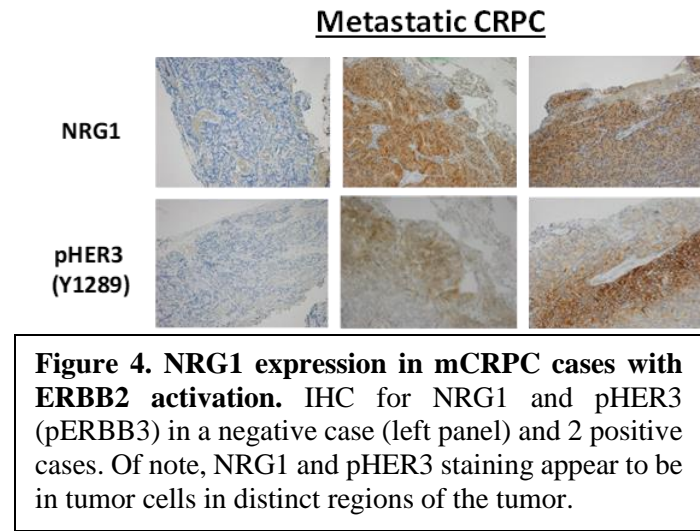 Metastatic CRPC
NRG1
pHER3
(Y1289)
Figure 4. NRG1 expression in mCRPC cases with
ERBB2 activation. IHC for NRG1 and pHER3
(pERBB3) in a negative case (left panel) and 2 positive
cases. Of note, NRG1 and pHER3 staining appear to be
in tumor cells in distinct regions of the tumor.